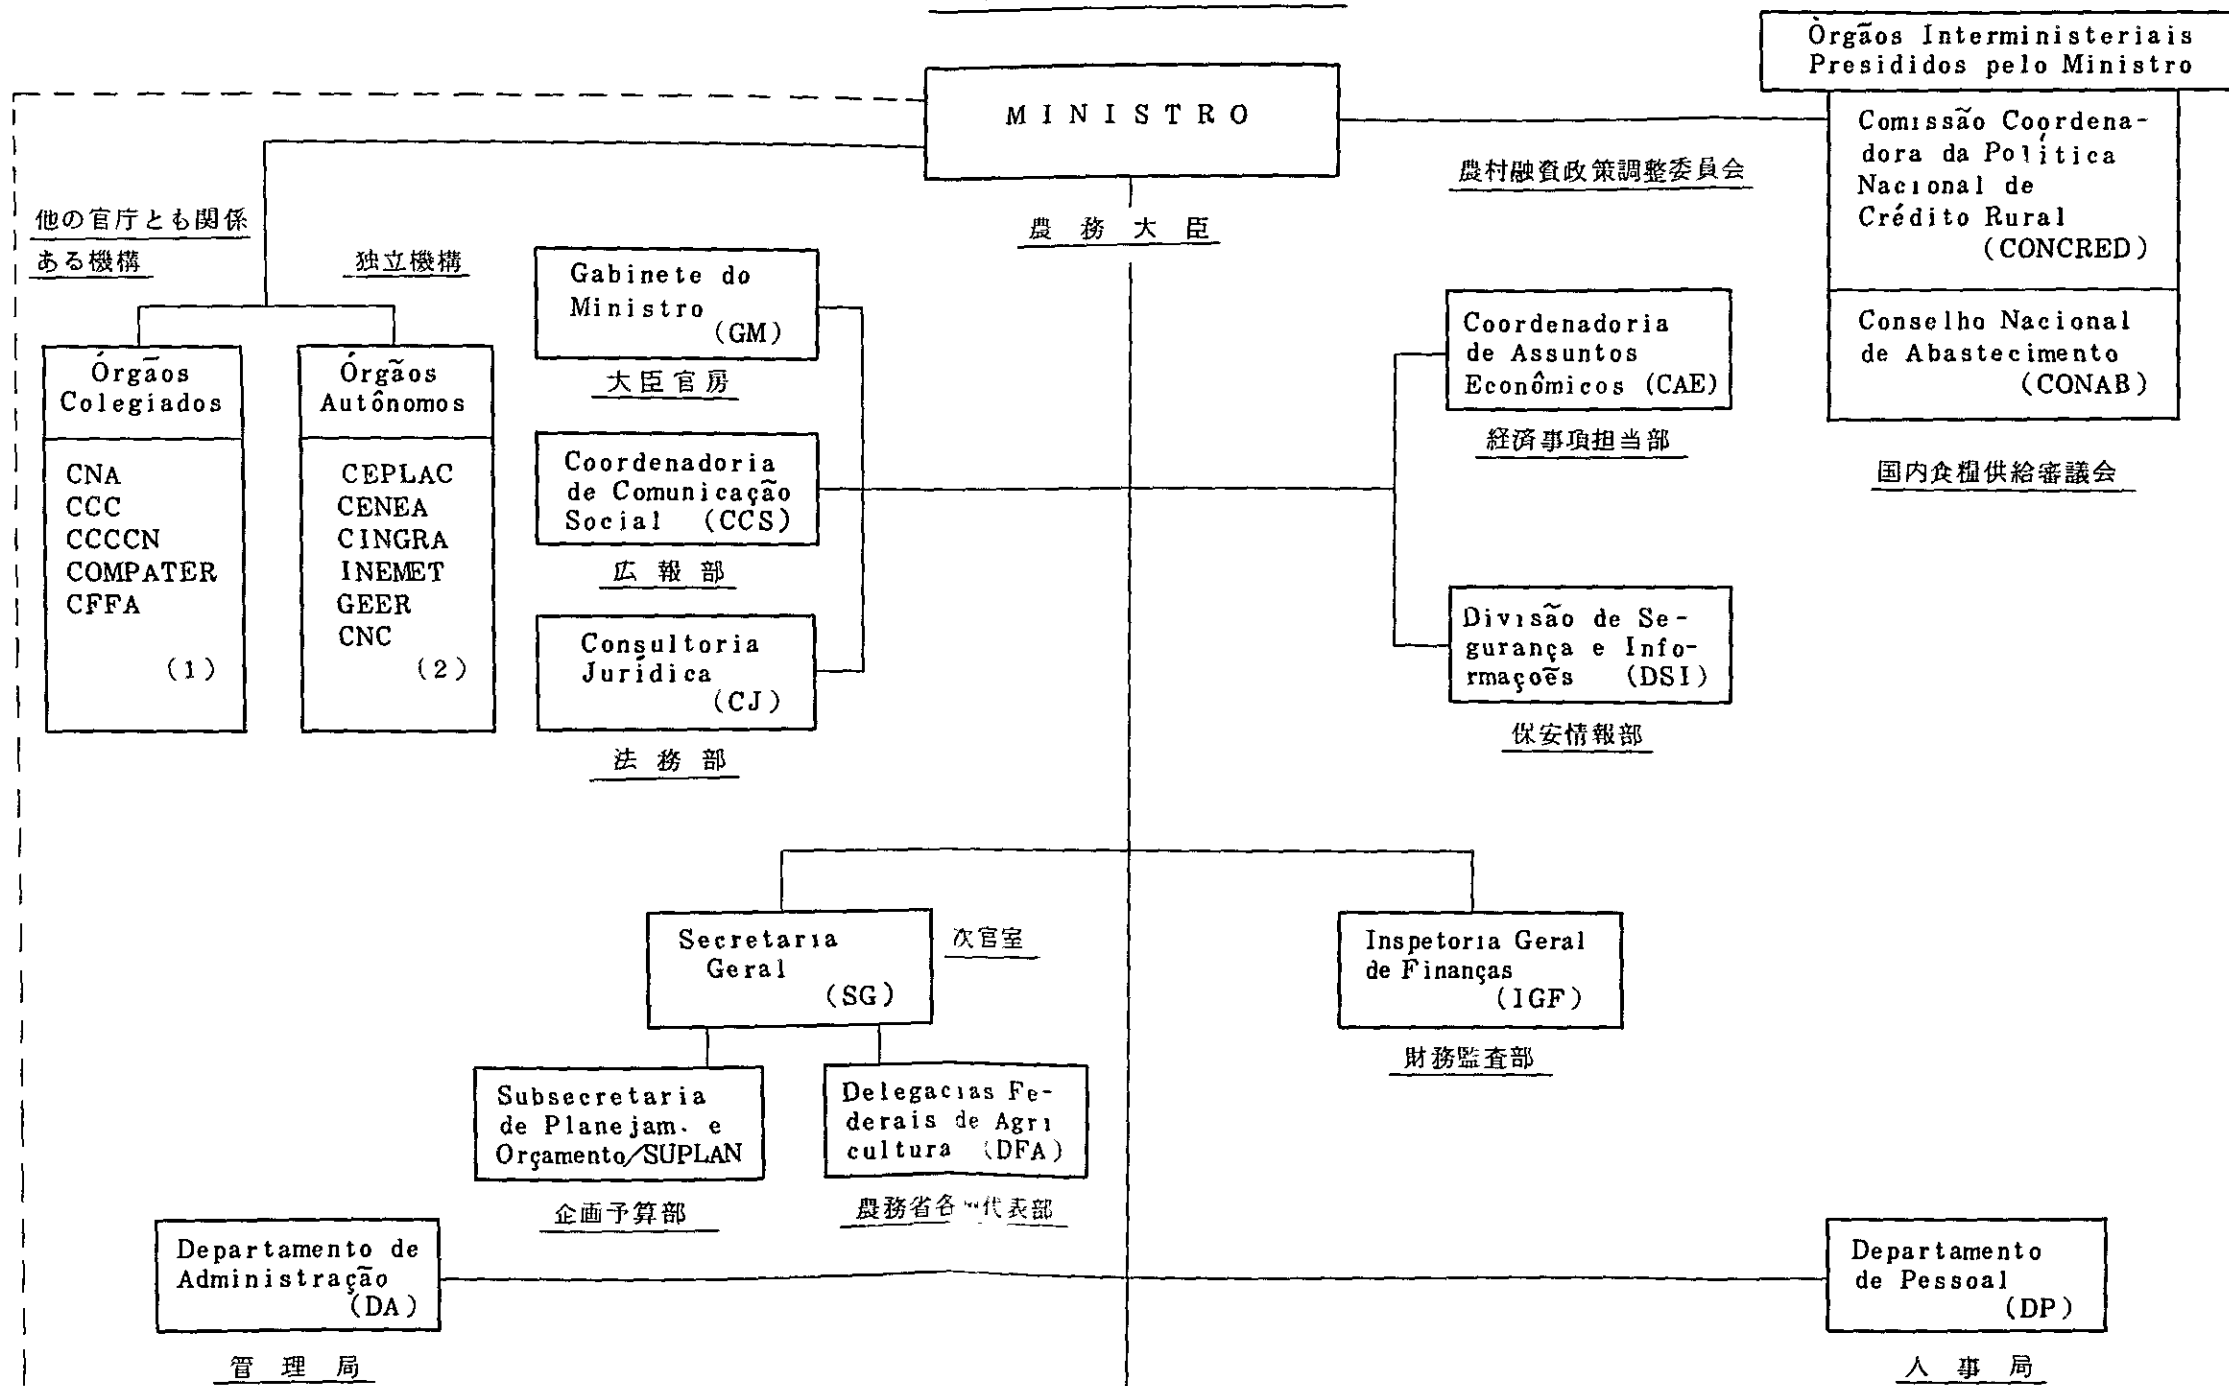 Òrgãos Interministeriais
Presididos pelo Ministro
MINISTRO
農務大臣
Comissão Coordena-
dora da Política
Nacional de
Crédito Rural
(CONCRED)
農村融資政策調整委員会
Conselho Nacional
de Abastecimento
(CONAB)
国内食糧供給審議会
他の官庁とも関係
ある機構
独立機構
Órgãos
Colegiados
CNA
CCC
CCCCN
COMPATER
CFFA
(1)
Órgãos
Autônomos
CEPLAC
CENEA
CINGRA
INEMET
GEER
CNC
(2)
Gabinete do
Ministro
(GM)
大臣官房
Coordenadoria
de Comunicação
Social (CCS)
広報部
Consultoria
Jurídica
(CJ)
法務部
Coordenadoria
de Assuntos
Econômicos (CAE)
経済事項担当部
Divisão de Se-
gurança e Info-
rmações (DSI)
保安情報部
Secretaria
Geral
(SG)
次官室
Inspetoria Geral
de Finanças
(IGF)
財務監査部
Subsecretaria
de Planejam. e
Orçamento/SUPLAN
企画予算部
Delegacias Fe-
derais de Agri
cultura (DFA)
農務省各代表部
Departamento de
Administração
(DA)
管理局
Departamento
de Pessoal
(DP)
人事局